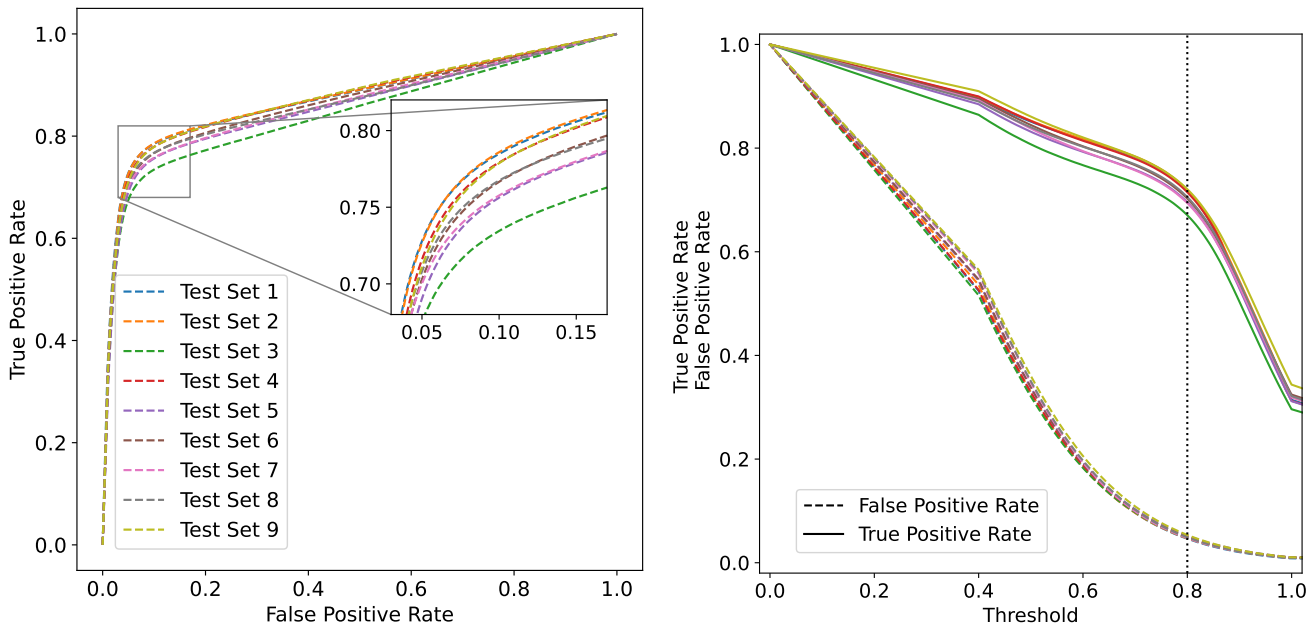 True Positive Rate
1.0
0.8
0.6
0.4
0.2
0.0
0.0 0.2 0.4 0.6 0.8 1.0
False Positive Rate
0.80
0.75
0.70
0.05 0.10 0.15
Test Set 1
Test Set 2
Test Set 3
Test Set 4
Test Set 5
Test Set 6
Test Set 7
Test Set 8
Test Set 9
True Positive Rate
False Positive Rate
1.0
0.8
0.6
0.4
0.2
0.0
0.0 0.2 0.4 0.6 0.8 1.0
Threshold
False Positive Rate
True Positive Rate